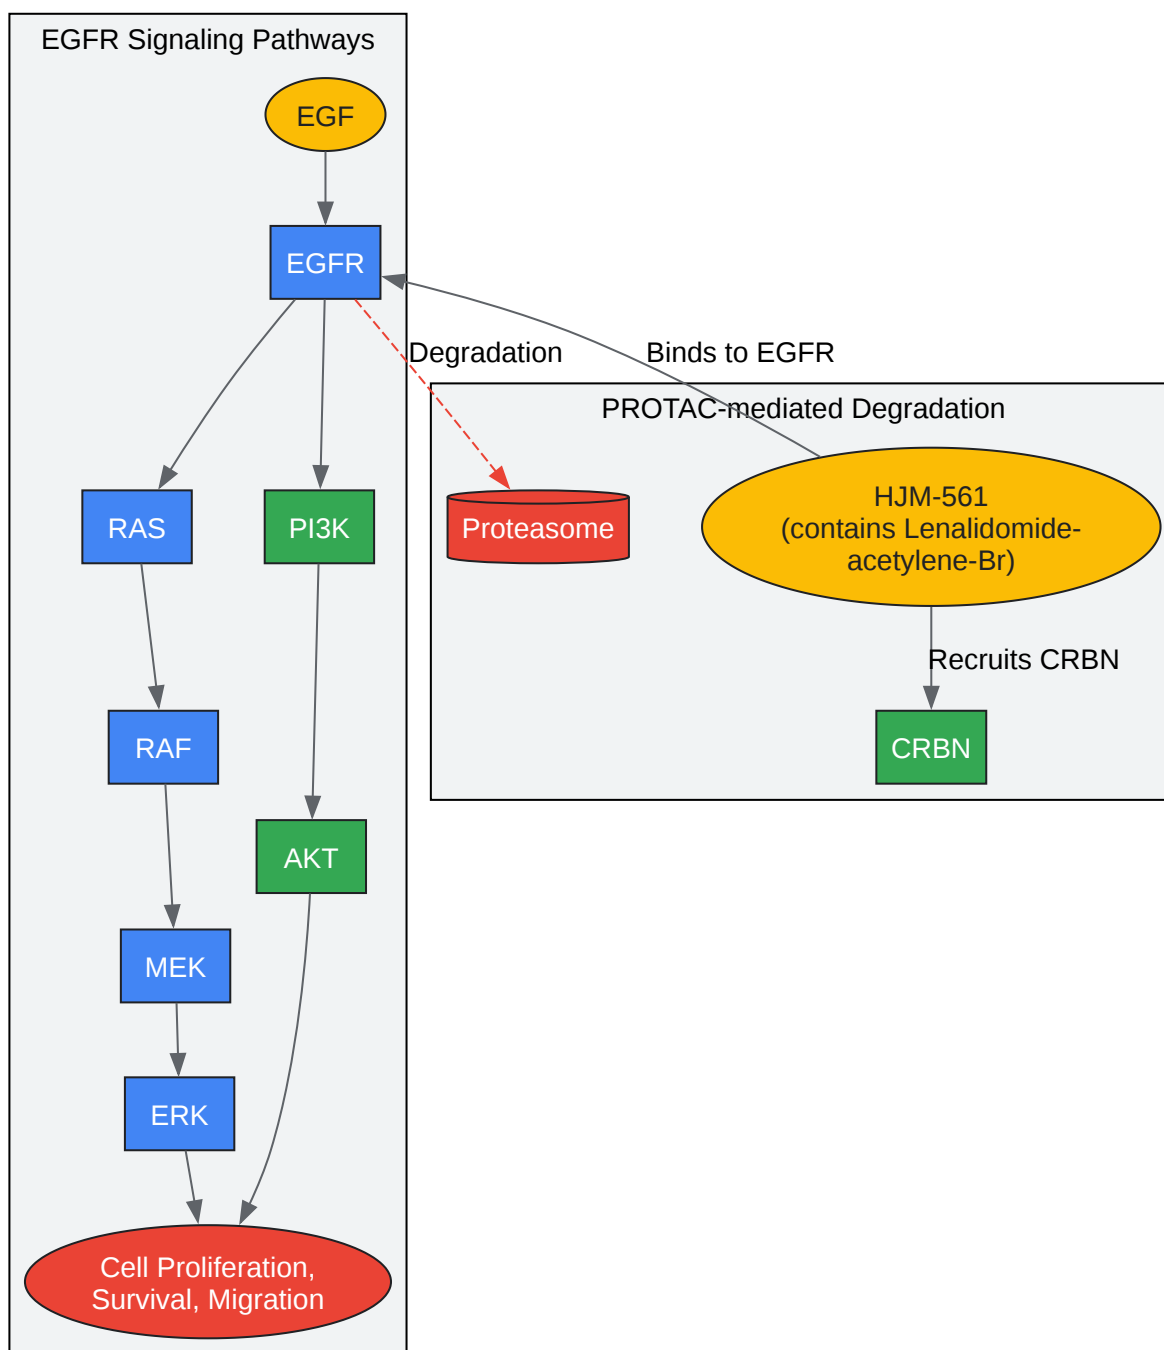 EGFR Signaling Pathways
EGF
EGFR
Degradation
Binds to EGFR
PROTAC-mediated Degradation
RAS
PI3K
Proteasome
HJM-561
(contains Lenalidomide-
acetylene-Br)
Recruits CRBN
RAF
CRBN
AKT
MEK
ERK
Cell Proliferation,
Survival, Migration